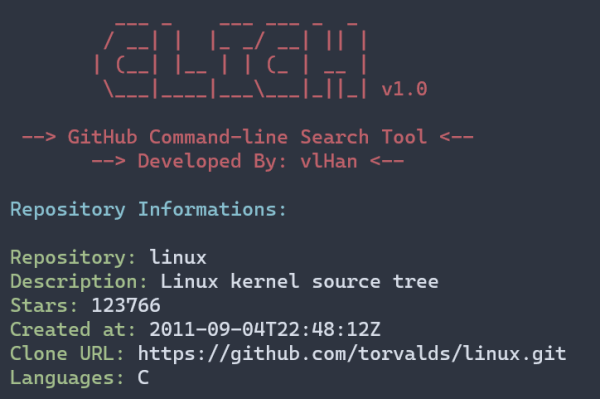 CLIGH v1.0
--> GitHub Command-line Search Tool <--
--> Developed By: vlHan <--
Repository Informations:
Repository: linux
Description: Linux kernel source tree
Stars: 123766
Created at: 2011-09-04T22:48:12Z
Clone URL: https://github.com/torvalds/linux.git
Languages: C